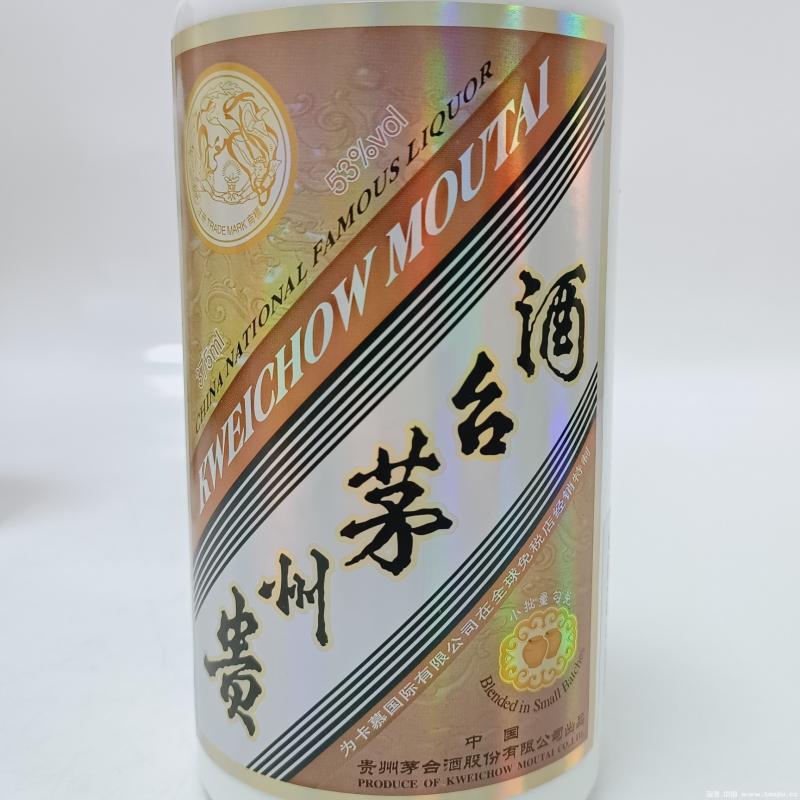 53%vol
375ml
CHINA NATIONAL FAMOUS LIQUOR
KWEICHOW MOUTAI
TRADE MARK 商標
贵州茅台酒
为卡慕国际有限公司在全球免税店经销特制
小批量勾兑
Blended in Small Batches
中国
贵州茅台酒股份有限公司出品
PRODUCE OF KWEICHOW MOUTAI CO.,LTD.